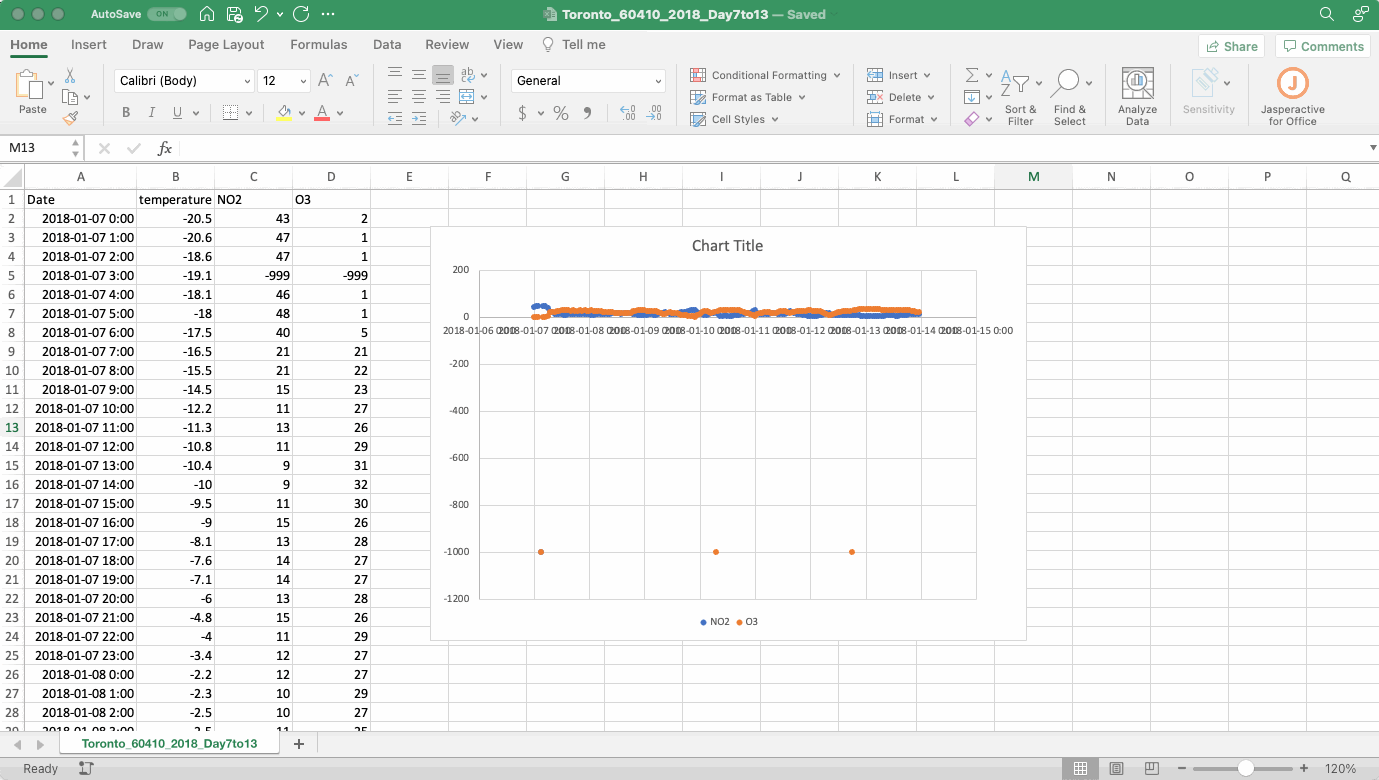 AutoSave ON Toronto_60410_2018_Day7to13 — Saved
Home Insert Draw Page Layout Formulas Data Review View Tell me Share Comments
Paste Calibri (Body) 12 General Conditional Formatting Format as Table Cell Styles Insert Delete Format Sort & Filter Find & Select Analyze Data Sensitivity Jasperactive for Office
M13 fx
A B C D E F G H I J K L M N O P Q
1 Date temperature NO2 O3
2 2018-01-07 0:00 -20.5 43 2
3 2018-01-07 1:00 -20.6 47 1
4 2018-01-07 2:00 -18.6 47 1
5 2018-01-07 3:00 -19.1 -999 -999
6 2018-01-07 4:00 -18.1 46 1
7 2018-01-07 5:00 -18 48 1
8 2018-01-07 6:00 -17.5 40 5
9 2018-01-07 7:00 -16.5 21 21
10 2018-01-07 8:00 -15.5 21 22
11 2018-01-07 9:00 -14.5 15 23
12 2018-01-07 10:00 -12.2 11 27
13 2018-01-07 11:00 -11.3 13 26
14 2018-01-07 12:00 -10.8 11 29
15 2018-01-07 13:00 -10.4 9 31
16 2018-01-07 14:00 -10 9 32
17 2018-01-07 15:00 -9.5 11 30
18 2018-01-07 16:00 -9 15 26
19 2018-01-07 17:00 -8.1 13 28
20 2018-01-07 18:00 -7.6 14 27
21 2018-01-07 19:00 -7.1 14 27
22 2018-01-07 20:00 -6 13 28
23 2018-01-07 21:00 -4.8 15 26
24 2018-01-07 22:00 -4 11 29
25 2018-01-07 23:00 -3.4 12 27
26 2018-01-08 0:00 -2.2 12 27
27 2018-01-08 1:00 -2.3 10 29
28 2018-01-08 2:00 -2.5 10 27
Chart Title
200
0
2018-01-06 0:00 2018-01-07 0:00 2018-01-08 0:00 2018-01-09 0:00 2018-01-10 0:00 2018-01-11 0:00 2018-01-12 0:00 2018-01-13 0:00 2018-01-14 0:00 2018-01-15 0:00
-200
-400
-600
-800
-1000
-1200
NO2 O3
Toronto_60410_2018_Day7to13 +
Ready 120%